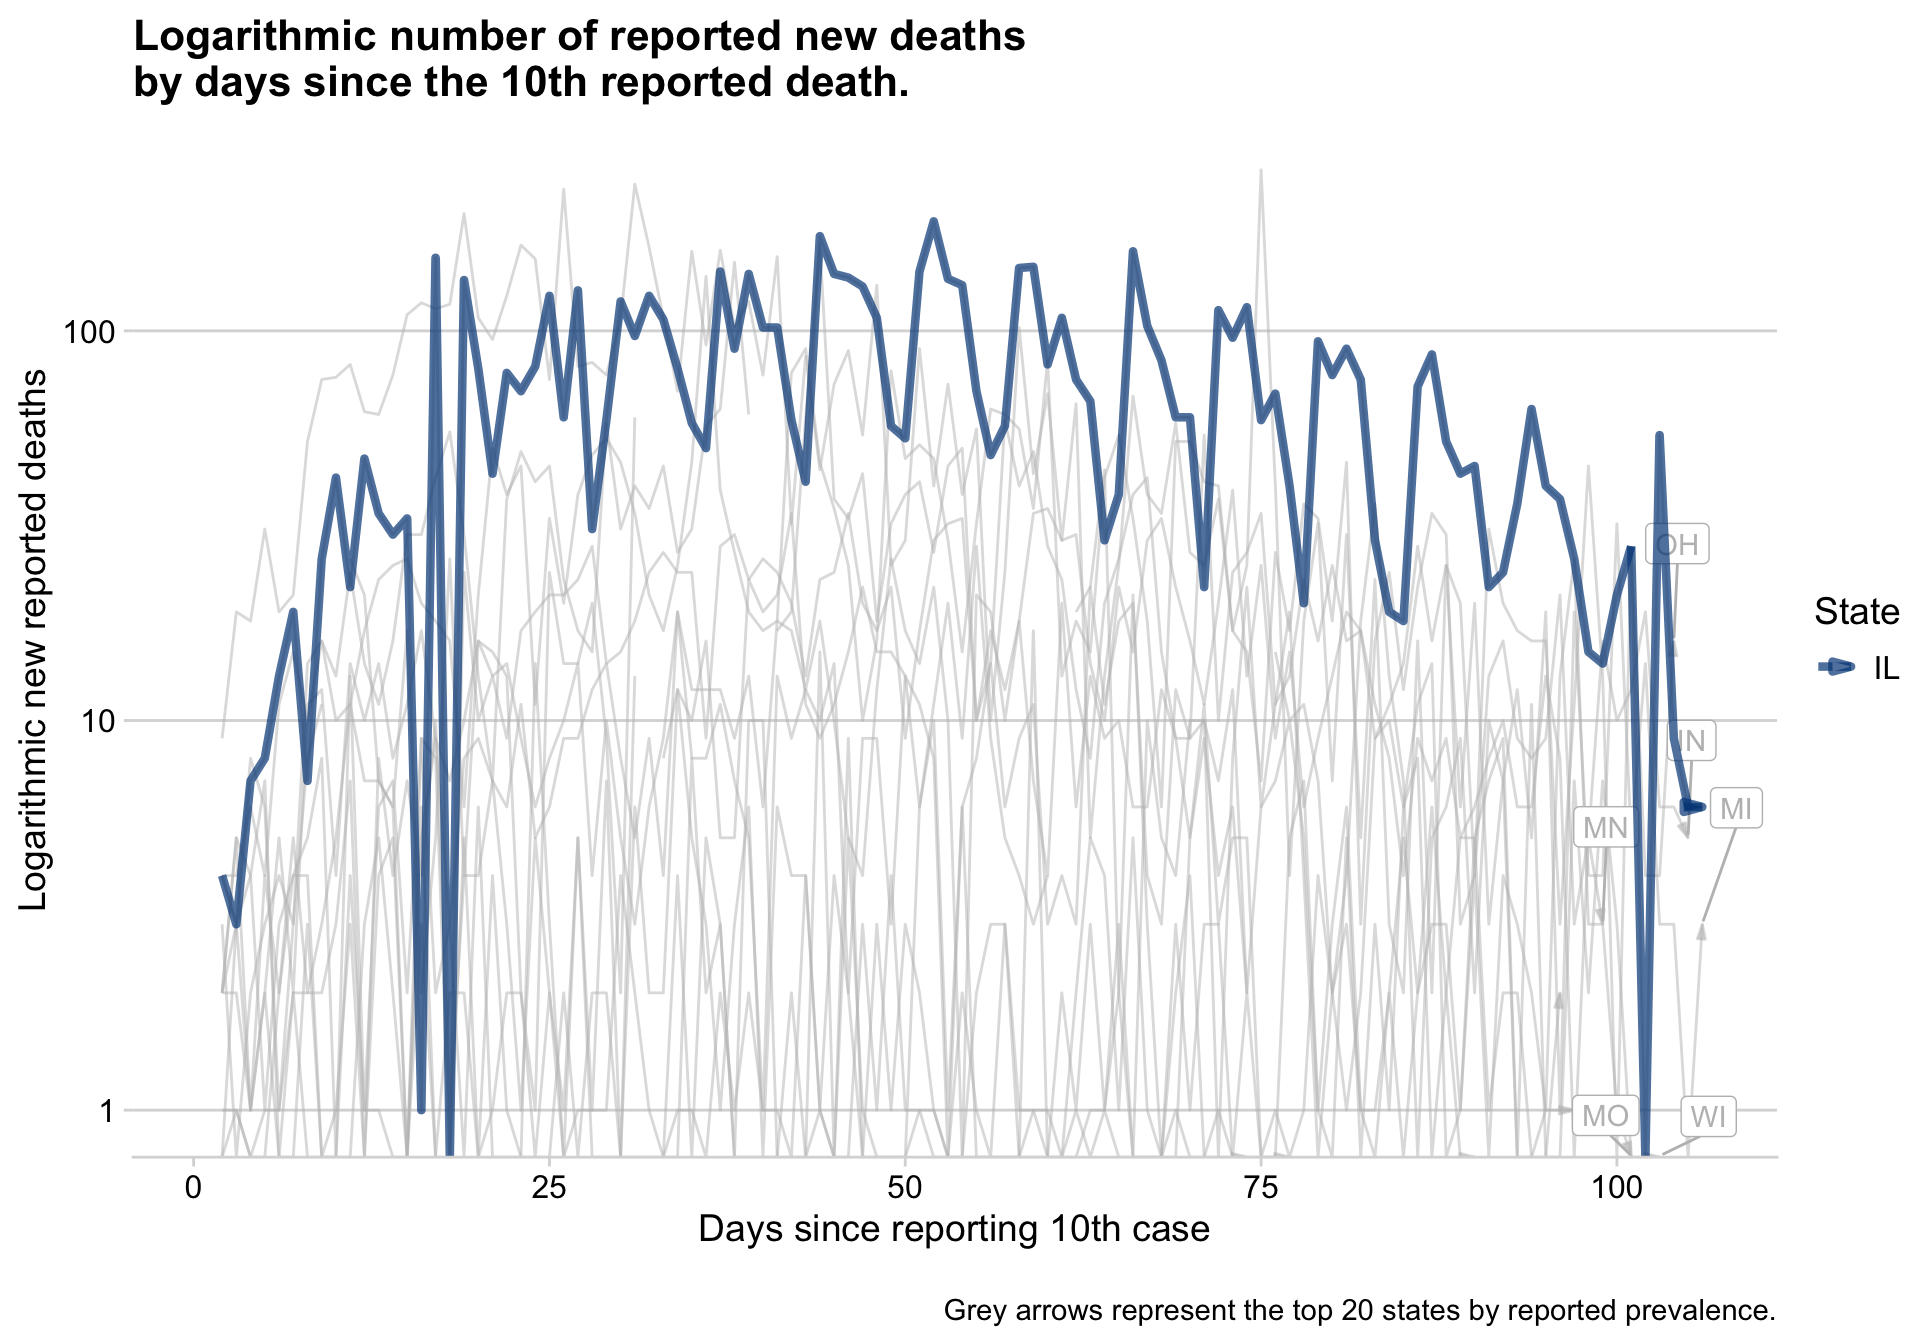 Logarithmic number of reported new deaths
by days since the 10th reported death.
Logarithmic new reported deaths
100
10
1
OH
IN
MI
MN
MO
WI
State
IL
0
25
50
75
100
Days since reporting 10th case
Grey arrows represent the top 20 states by reported prevalence.